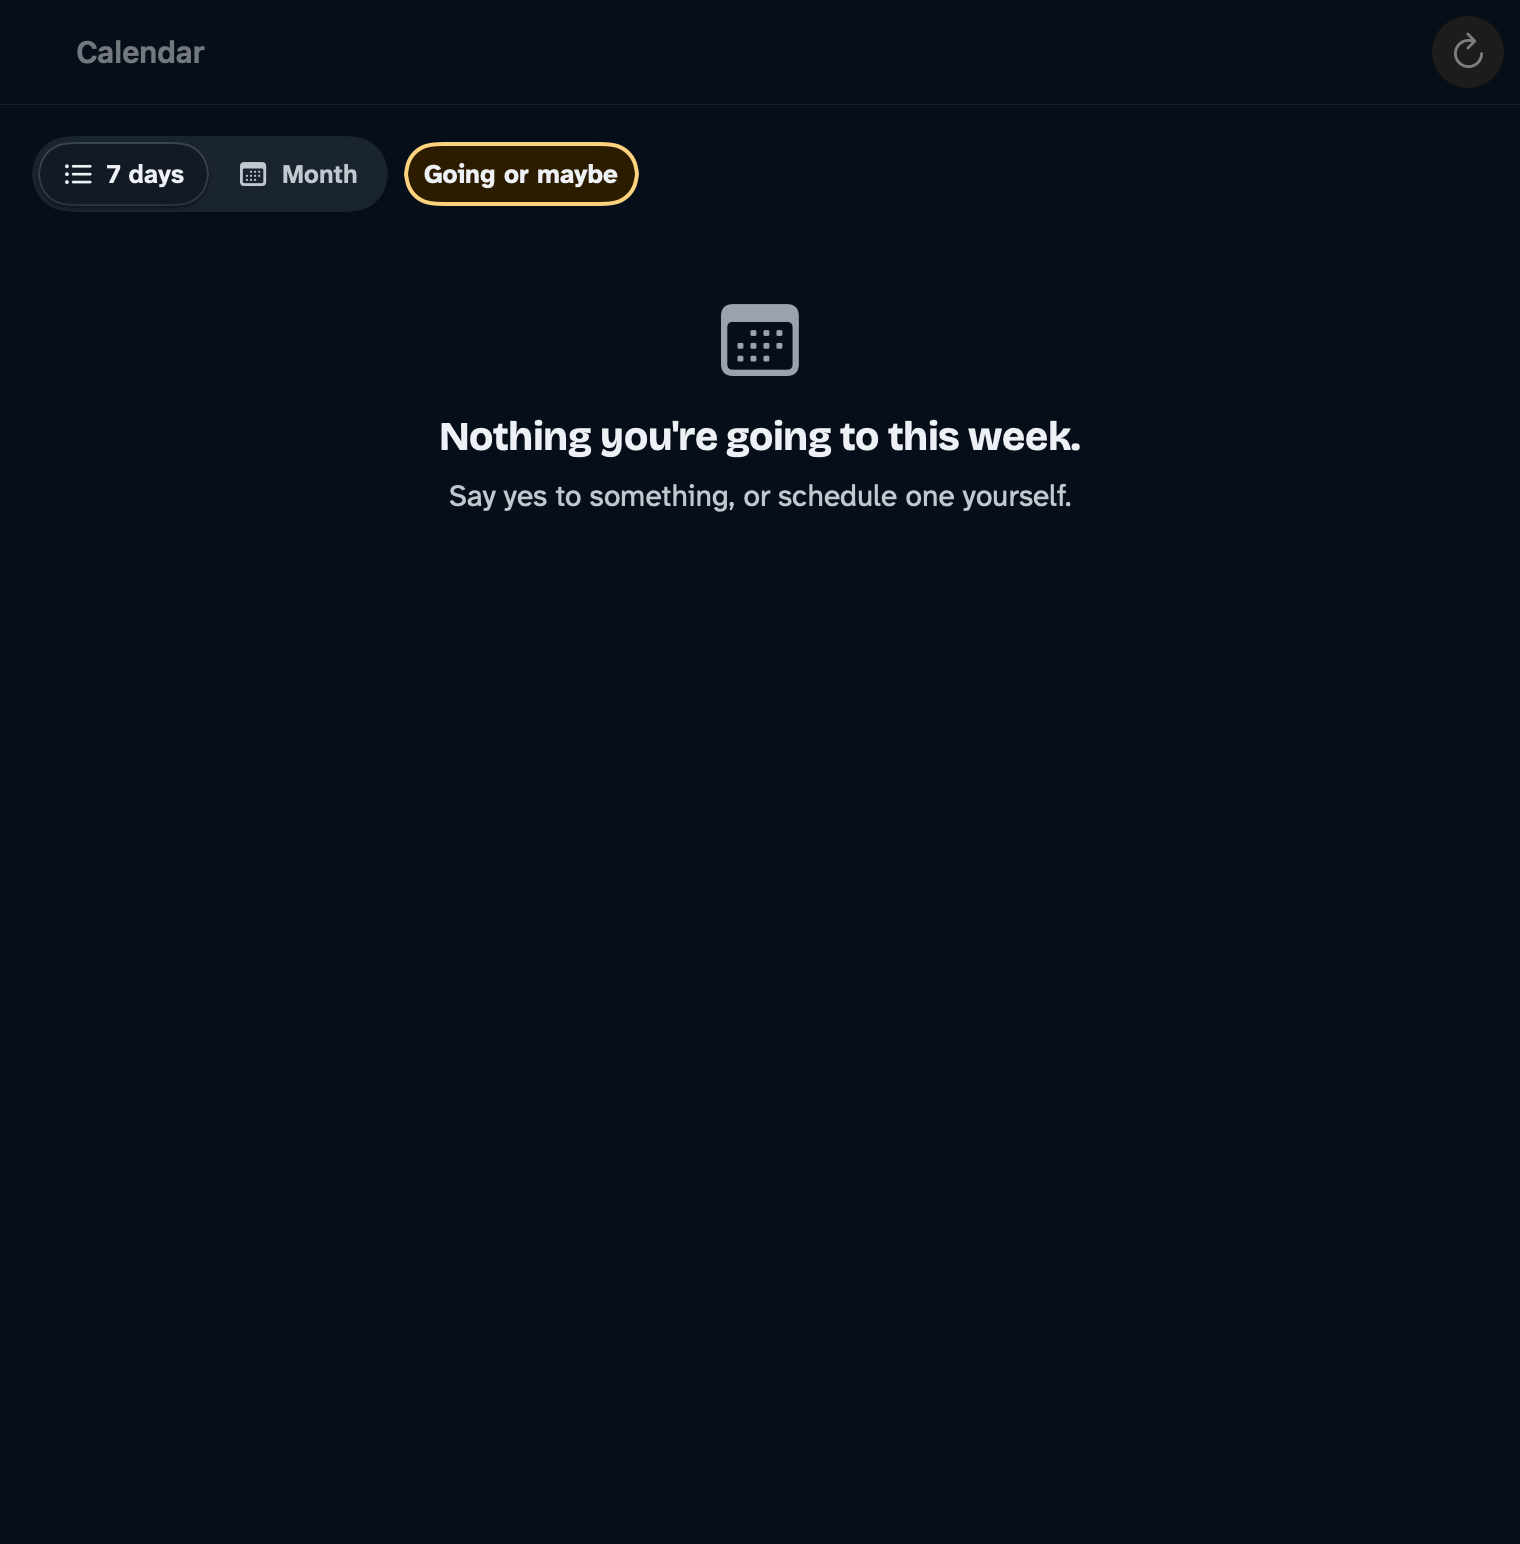 Calendar
7 days
Month
Going or maybe
Nothing you're going to this week.
Say yes to something, or schedule one yourself.